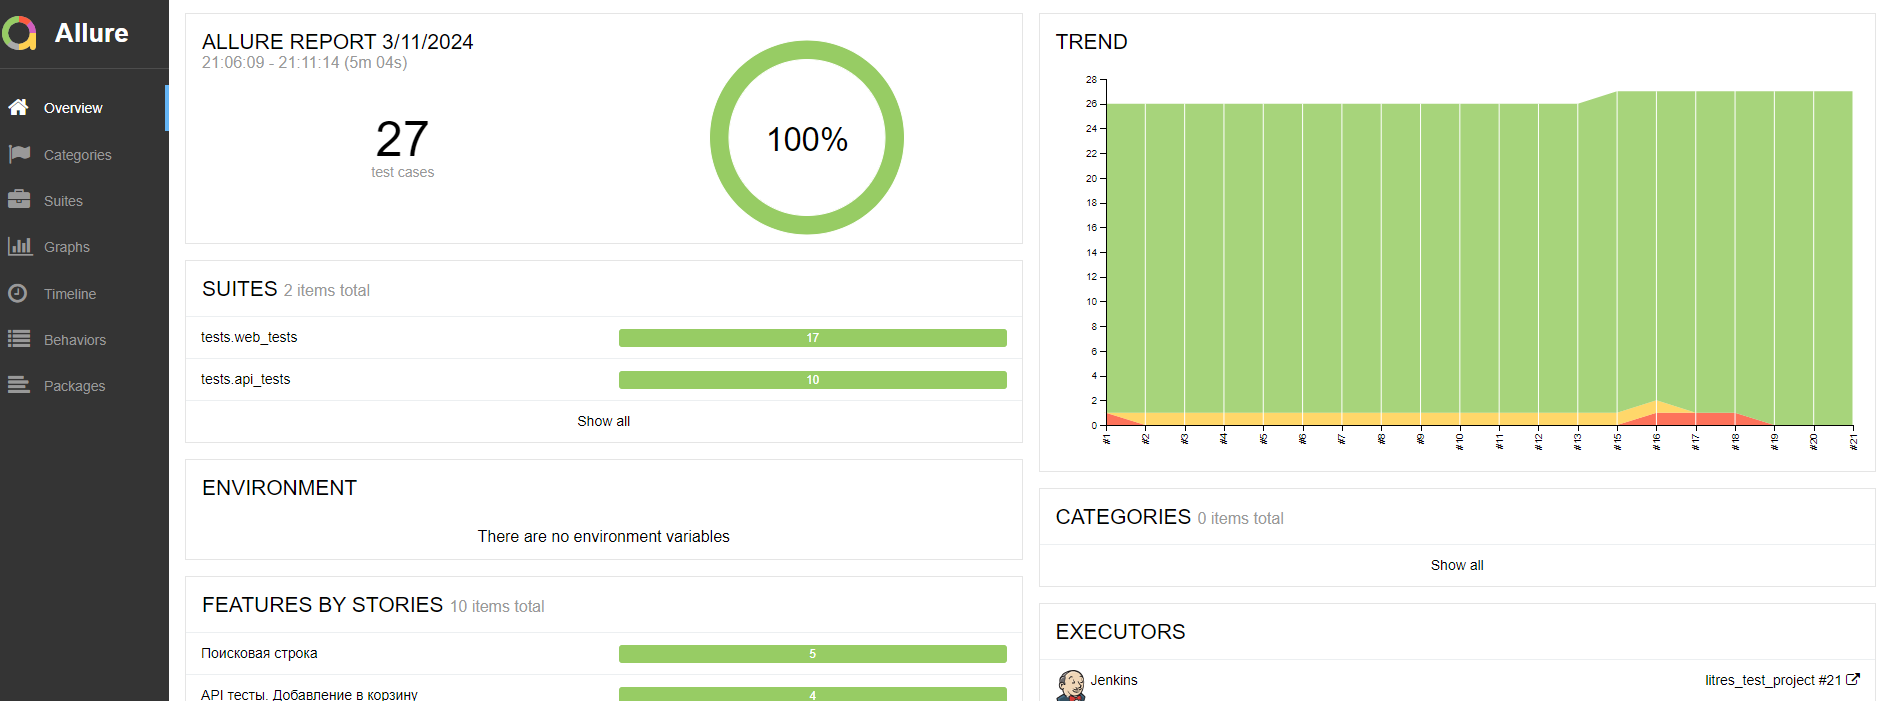 Allure
Overview
Categories
Suites
Graphs
Timeline
Behaviors
Packages
ALLURE REPORT 3/11/2024
21:06:09 - 21:11:14 (5m 04s)
27
test cases
100%
SUITES 2 items total
tests.web_tests 17
tests.api_tests 10
Show all
ENVIRONMENT
There are no environment variables
FEATURES BY STORIES 10 items total
Поисковая строка 5
API тесты. Добавление в корзину 4
TREND
28
26
24
22
20
18
16
14
12
10
8
6
4
2
0
#1 #2 #3 #4 #5 #6 #7 #8 #9 #10 #11 #12 #13 #15 #16 #17 #18 #19 #20 #21
CATEGORIES 0 items total
Show all
EXECUTORS
Jenkins litres_test_project #21